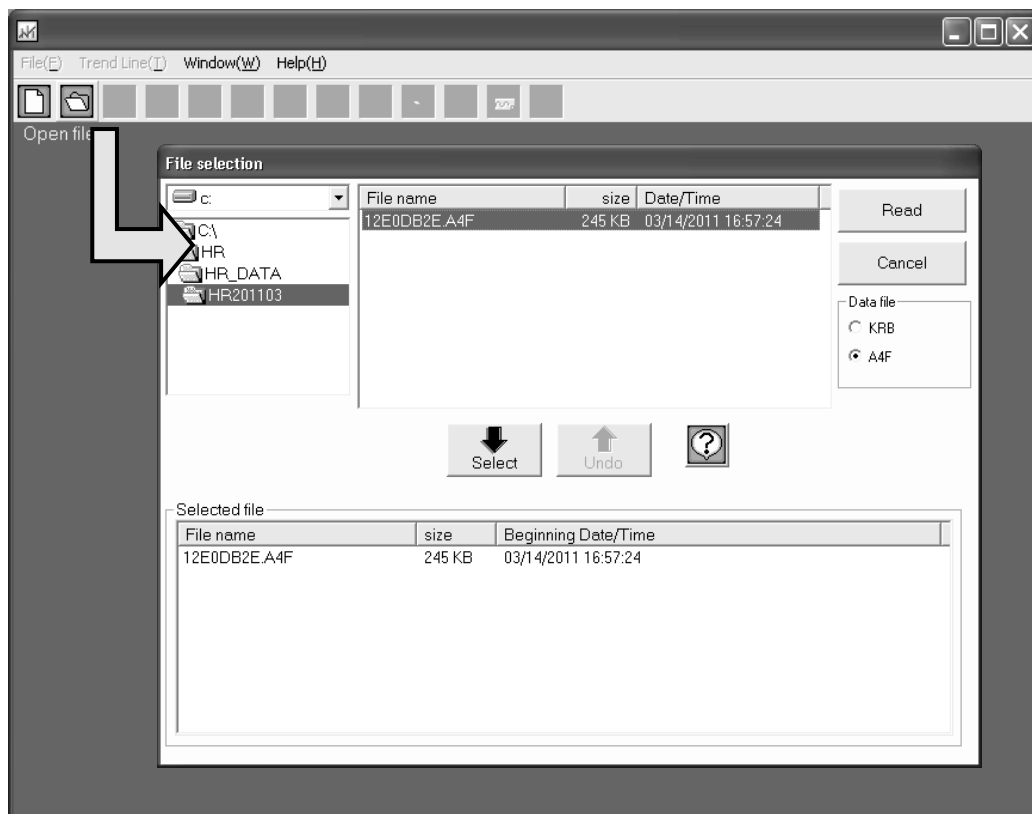 File(F) Trend Line(T) Window(W) Help(H)
Open file
File selection
c:
C:\
HR
HR_DATA
HR201103
File name size Date/Time
12E0DB2E.A4F 245 KB 03/14/2011 16:57:24
Read
Cancel
Data file
KRB
A4F
Select
Undo
?
Selected file
File name size Beginning Date/Time
12E0DB2E.A4F 245 KB 03/14/2011 16:57:24